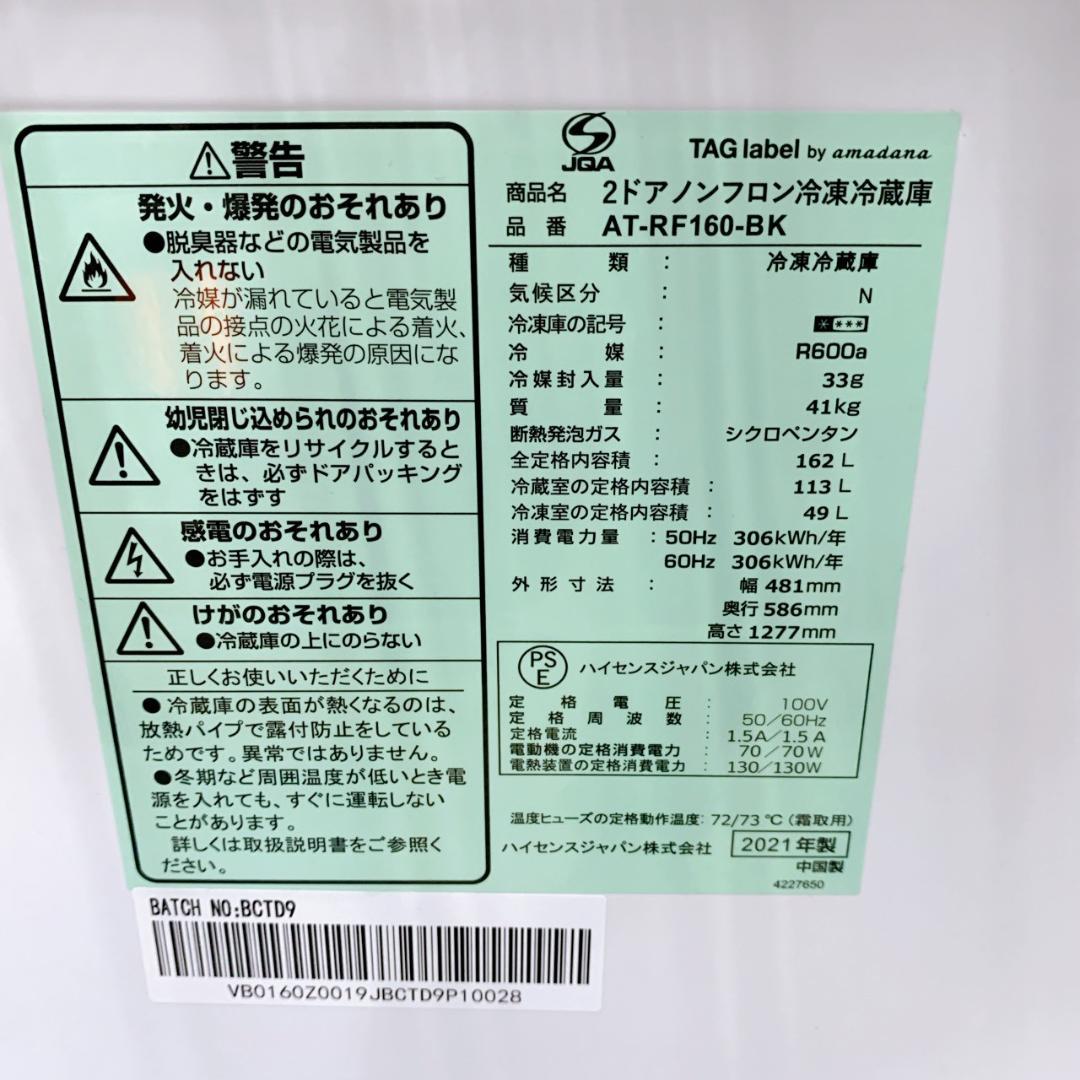 警告
発火・爆発のおそれあり
●脱臭器などの電気製品を
入れない
冷媒が漏れていると電気製
品の接点の火花による着火、
着火による爆発の原因にな
ります。
幼児閉じ込められのおそれあり
●冷蔵庫をリサイクルすると
きは、必ずドアパッキング
をはずす
感電のおそれあり
●お手入れの際は、
必ず電源プラグを抜く
けがのおそれあり
●冷蔵庫の上にのらない
正しくお使いいただくために
●冷蔵庫の表面が熱くなるのは、
放熱パイプで露付防止をしている
ためです。異常ではありません。
●冬期など周囲温度が低いとき電
源を入れても、すぐに運転しない
ことがあります。
詳しくは取扱説明書をご参照く
ださい。
JQA
TAG label by amadana
商品名 2ドアノンフロン冷凍冷蔵庫
品番 AT-RF160-BK
種類 : 冷凍冷蔵庫
気候区分 : N
冷凍庫の記号 : ****
冷媒 : R600a
冷媒封入量 : 33g
質量 : 41kg
断熱発泡ガス : シクロペンタン
全定格内容積 : 162 L
冷蔵室の定格内容積 : 113 L
冷凍室の定格内容積 : 49 L
消費電力量 : 50Hz 306kWh/年
60Hz 306kWh/年
外形寸法 : 幅 481mm
奥行 586mm
高さ 1277mm
PSE ハイセンスジャパン株式会社
定格電圧 : 100V
定格周波数 : 50/60Hz
定格電流 : 1.5A/1.5A
電動機の定格消費電力 : 70/70W
電熱装置の定格消費電力 : 130/130W
温度ヒューズの定格動作温度: 72/73℃(霜取用)
ハイセンスジャパン株式会社 2021年製
中国製
4227650
BATCH NO:BCTD9
VB0160Z0019JBCTD9P10028